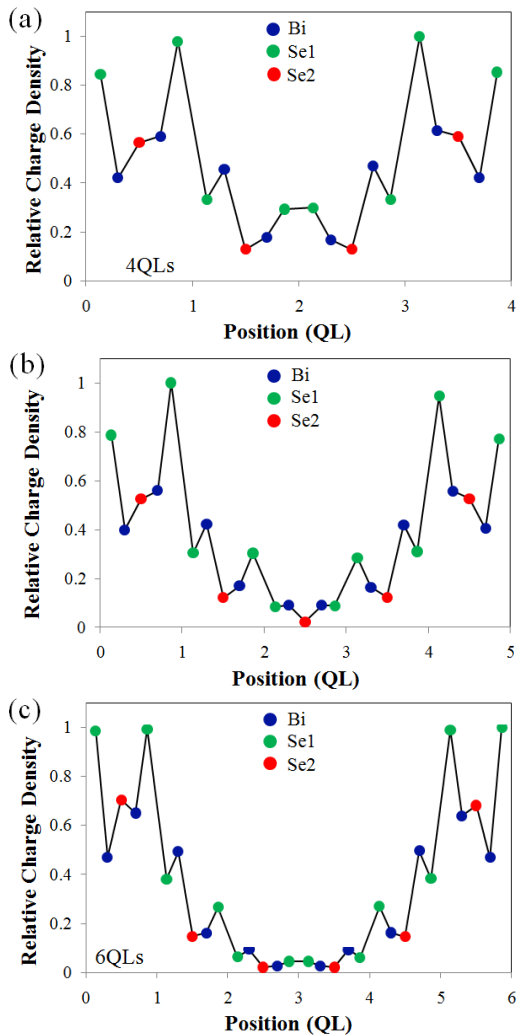 (a)
Relative Charge Density
1
0.8
0.6
0.4
0.2
0
Bi
Se1
Se2
4QLs
0 1 2 3 4
Position (QL)
(b)
Relative Charge Density
1
0.8
0.6
0.4
0.2
0
Bi
Se1
Se2
0 1 2 3 4 5
Position (QL)
(c)
Relative Charge Density
1
0.8
0.6
0.4
0.2
0
Bi
Se1
Se2
6QLs
0 1 2 3 4 5 6
Position (QL)